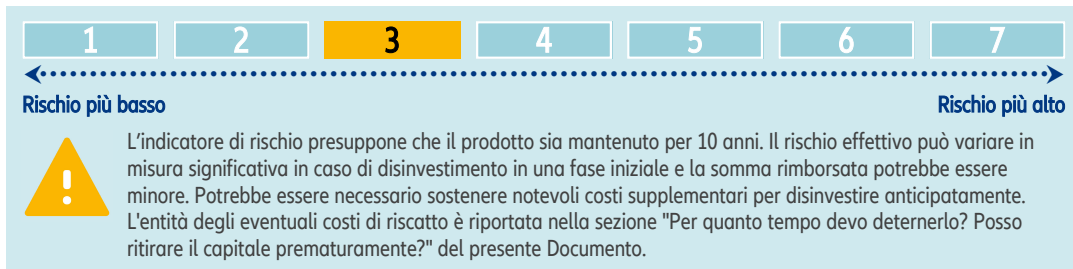 1 2 3 4 5 6 7
Rischio più basso Rischio più alto
L'indicatore di rischio presuppone che il prodotto sia mantenuto per 10 anni. Il rischio effettivo può variare in
misura significativa in caso di disinvestimento in una fase iniziale e la somma rimborsata potrebbe essere
minore. Potrebbe essere necessario sostenere notevoli costi supplementari per disinvestire anticipatamente.
L'entità degli eventuali costi di riscatto è riportata nella sezione "Per quanto tempo devo deternerlo? Posso
ritirare il capitale prematuramente?" del presente Documento.